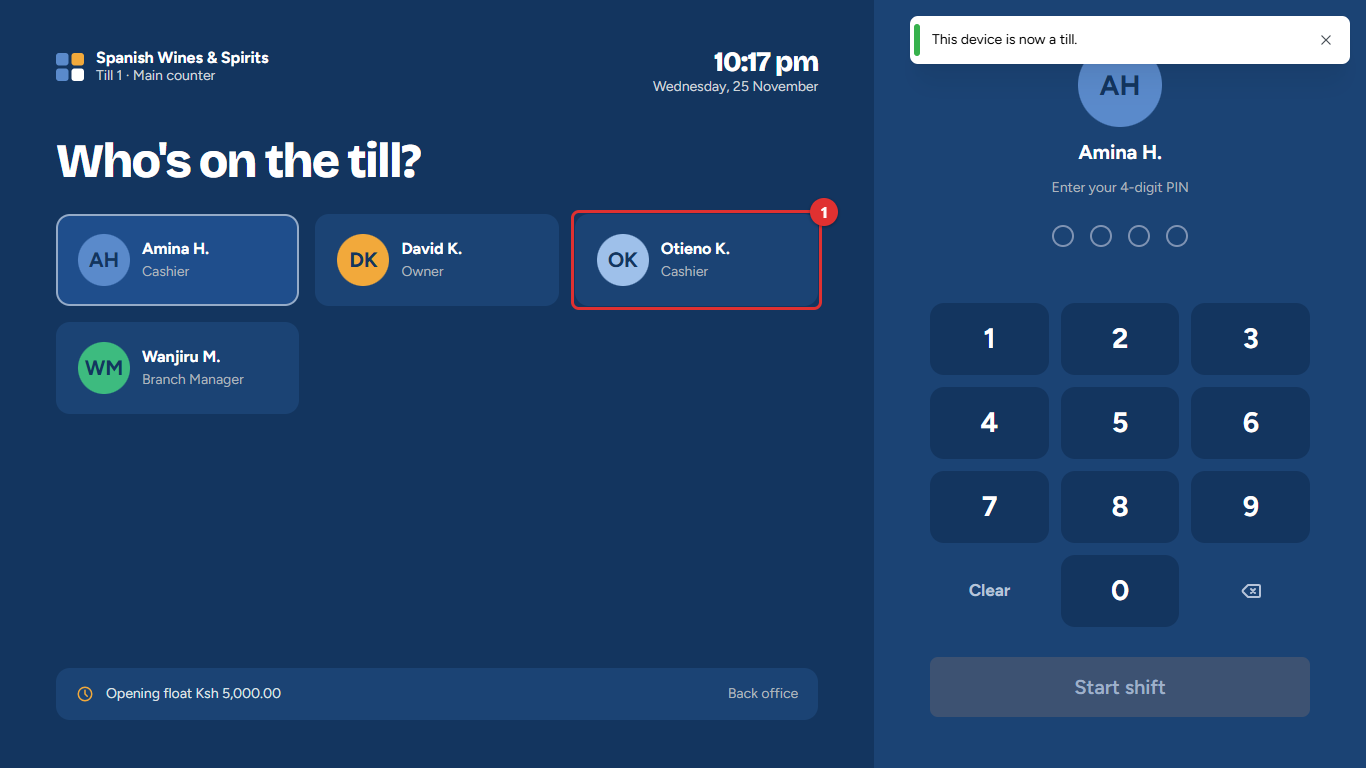 Spanish Wines & Spirits
Till 1 · Main counter
10:17 pm
Wednesday, 25 November
Who's on the till?
AH
Amina H.
Cashier
DK
David K.
Owner
1
OK
Otieno K.
Cashier
WM
Wanjiru M.
Branch Manager
Opening float Ksh 5,000.00
Back office
This device is now a till.
AH
Amina H.
Enter your 4-digit PIN
1 2 3
4 5 6
7 8 9
Clear 0
Start shift